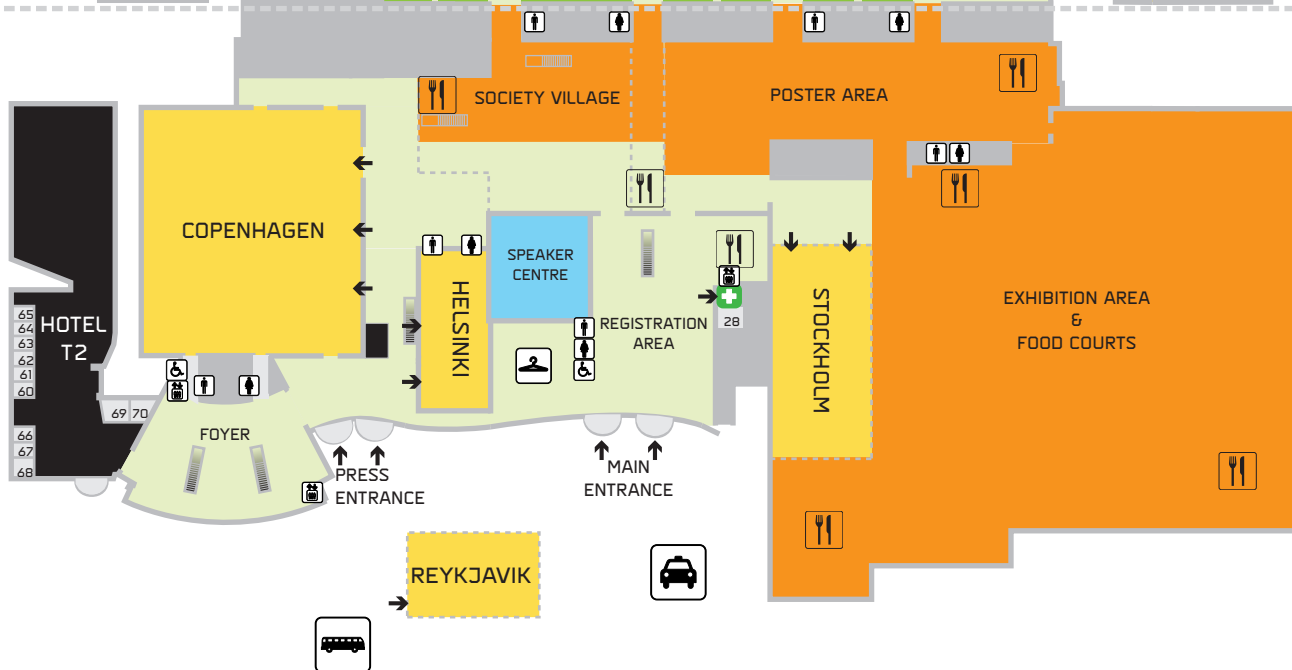 SOCIETY VILLAGE
POSTER AREA
COPENHAGEN
SPEAKER
CENTRE
HELSINKI
REGISTRATION
AREA
28
STOCKHOLM
EXHIBITION AREA
&
FOOD COURTS
HOTEL
T2
65
64
63
62
61
60
69 70
66
67
68
FOYER
PRESS
ENTRANCE
MAIN
ENTRANCE
REYKJAVIK